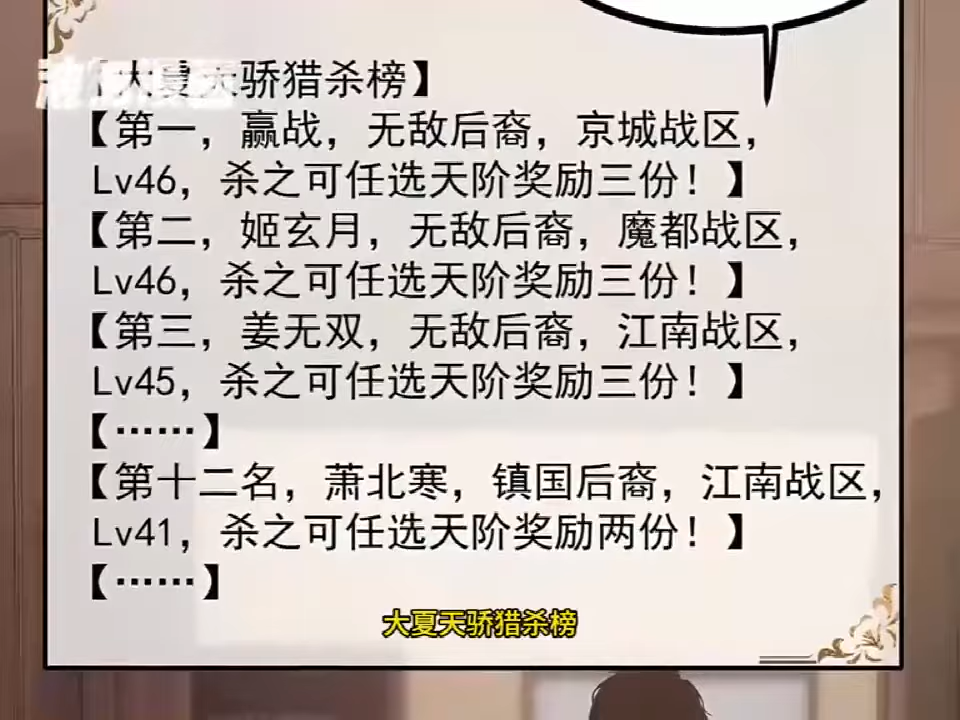 【大夏天骄猎杀榜】
【第一，赢战，无敌后裔，京城战区，
Lv46，杀之可任选天阶奖励三份！】
【第二，姬玄月，无敌后裔，魔都战区，
Lv46，杀之可任选天阶奖励三份！】
【第三，姜无双，无敌后裔，江南战区，
Lv45，杀之可任选天阶奖励三份！】
【……】
【第十二名，萧北寒，镇国后裔，江南战区，
Lv41，杀之可任选天阶奖励两份！】
【……】
大夏天骄猎杀榜